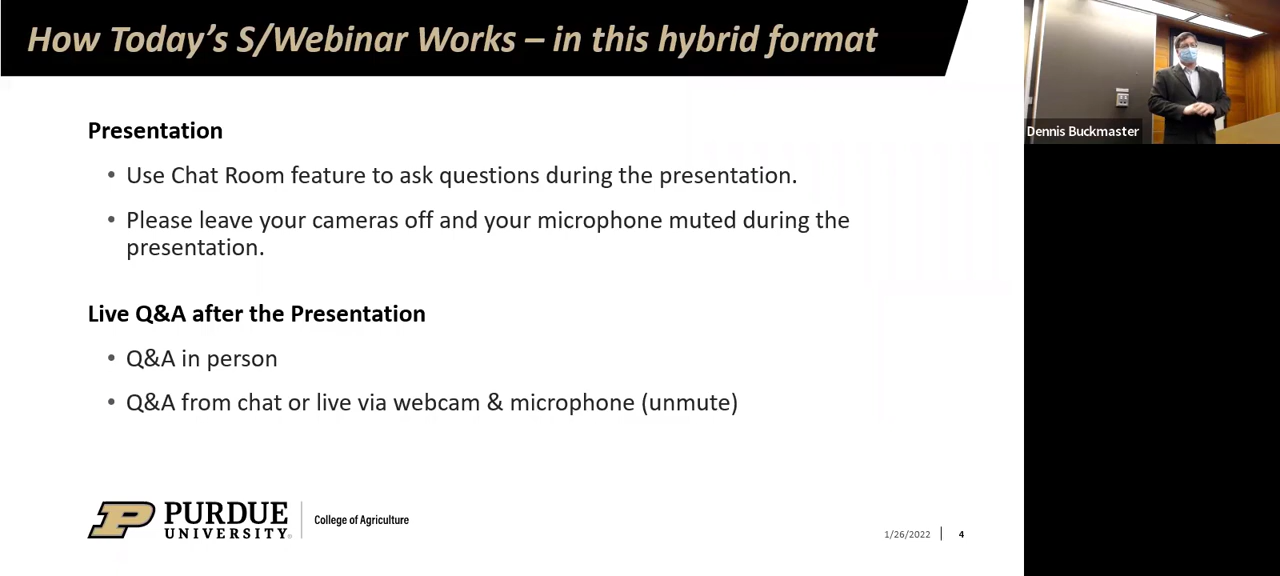 How Today's S/Webinar Works – in this hybrid format
Presentation
• Use Chat Room feature to ask questions during the presentation.
• Please leave your cameras off and your microphone muted during the
presentation.
Live Q&A after the Presentation
• Q&A in person
• Q&A from chat or live via webcam & microphone (unmute)
PURDUE
UNIVERSITY®
College of Agriculture
1/26/2022 | 4
Dennis Buckmaster